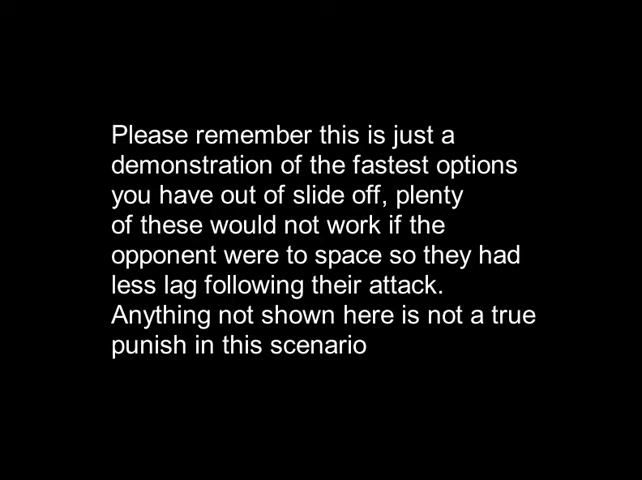 Please remember this is just a
demonstration of the fastest options
you have out of slide off, plenty
of these would not work if the
opponent were to space so they had
less lag following their attack.
Anything not shown here is not a true
punish in this scenario